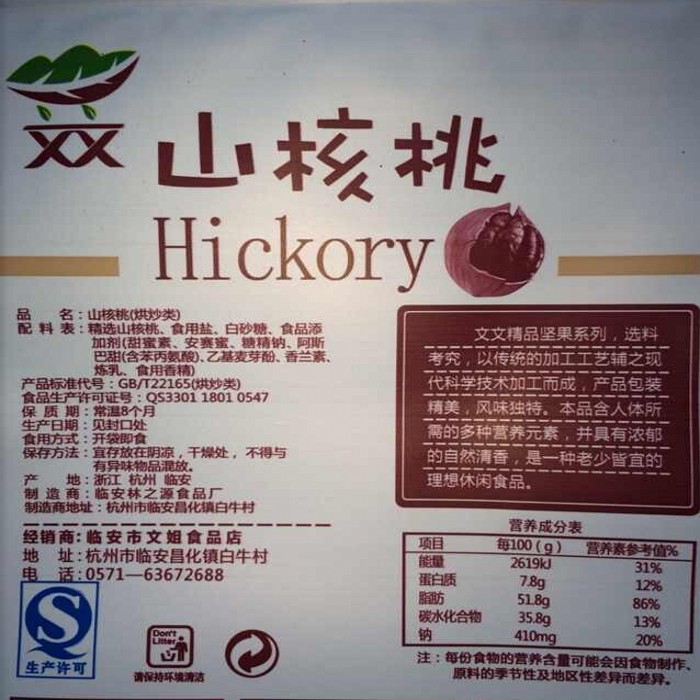 文
山核桃
Hickory
品　　名：山核桃(烘炒类)
配 料 表：精选山核桃、食用盐、白砂糖、食品添
加剂(甜蜜素、安赛蜜、糖精钠、阿斯
巴甜(含苯丙氨酸)、乙基麦芽酚、香兰素、
炼乳、食用香精)
产品标准代号：GB/T22165(烘炒类)
食品生产许可证号：QS3301 1801 0547
保 质 期：常温8个月
生产日期：见封口处
食用方式：开袋即食
保存方法：宜存放在阴凉，干燥处，不得与
有异味物品混放。
产　　地：浙江 杭州 临安
制 造 商：临安林之源食品厂
制造商地址：杭州市临安昌化镇白牛村
经销商：临安市文姐食品店
地　址：杭州市临安昌化镇白牛村
电　话：0571—63672688
文文精品坚果系列，选料
考究，以传统的加工工艺辅之现
代科学技术加工而成，产品包装
精美，风味独特。本品含人体所
需的多种营养元素，并具有浓郁
的自然清香，是一种老少皆宜的
理想休闲食品。
营养成分表
项目 每100（g） 营养素参考值%
能量 2619kJ 31%
蛋白质 7.8g 12%
脂肪 51.8g 86%
碳水化合物 35.8g 13%
钠 410mg 20%
注：每份食物的营养含量可能会因食物制作、
原料的季节性及地区性差异而差异。
生产许可
Don't
Litter
请保持环境清洁